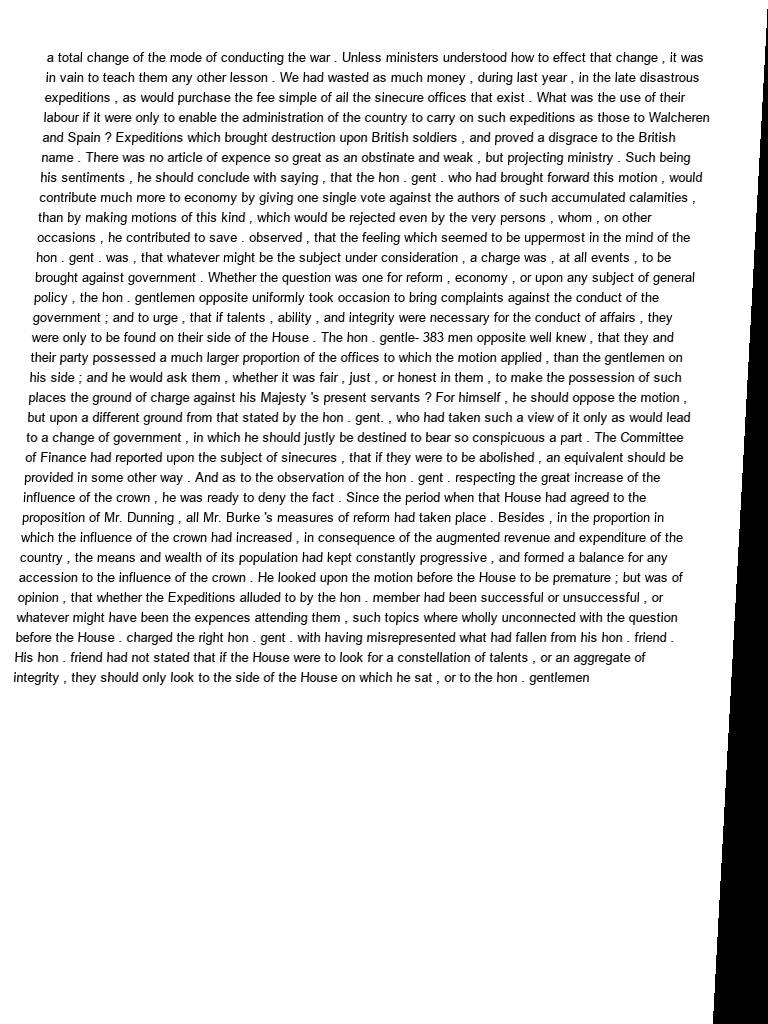 a total change of the mode of conducting the war . Unless ministers understood how to effect that change , it was
in vain to teach them any other lesson . We had wasted as much money , during last year , in the late disastrous
expeditions , as would purchase the fee simple of ail the sinecure offices that exist . What was the use of their
labour if it were only to enable the administration of the country to carry on such expeditions as those to Walcheren
and Spain ? Expeditions which brought destruction upon British soldiers , and proved a disgrace to the British
name . There was no article of expence so great as an obstinate and weak , but projecting ministry . Such being
his sentiments , he should conclude with saying , that the hon . gent . who had brought forward this motion , would
contribute much more to economy by giving one single vote against the authors of such accumulated calamities ,
than by making motions of this kind , which would be rejected even by the very persons , whom , on other
occasions , he contributed to save . observed , that the feeling which seemed to be uppermost in the mind of the
hon . gent . was , that whatever might be the subject under consideration , a charge was , at all events , to be
brought against government . Whether the question was one for reform , economy , or upon any subject of general
policy , the hon . gentlemen opposite uniformly took occasion to bring complaints against the conduct of the
government ; and to urge , that if talents , ability , and integrity were necessary for the conduct of affairs , they
were only to be found on their side of the House . The hon . gentle- 383 men opposite well knew , that they and
their party possessed a much larger proportion of the offices to which the motion applied , than the gentlemen on
his side ; and he would ask them , whether it was fair , just , or honest in them , to make the possession of such
places the ground of charge against his Majesty 's present servants ? For himself , he should oppose the motion ,
but upon a different ground from that stated by the hon . gent. , who had taken such a view of it only as would lead
to a change of government , in which he should justly be destined to bear so conspicuous a part . The Committee
of Finance had reported upon the subject of sinecures , that if they were to be abolished , an equivalent should be
provided in some other way . And as to the observation of the hon . gent . respecting the great increase of the
influence of the crown , he was ready to deny the fact . Since the period when that House had agreed to the
proposition of Mr. Dunning , all Mr. Burke 's measures of reform had taken place . Besides , in the proportion in
which the influence of the crown had increased , in consequence of the augmented revenue and expenditure of the
country , the means and wealth of its population had kept constantly progressive , and formed a balance for any
accession to the influence of the crown . He looked upon the motion before the House to be premature ; but was of
opinion , that whether the Expeditions alluded to by the hon . member had been successful or unsuccessful , or
whatever might have been the expences attending them , such topics where wholly unconnected with the question
before the House . charged the right hon . gent . with having misrepresented what had fallen from his hon . friend .
His hon . friend had not stated that if the House were to look for a constellation of talents , or an aggregate of
integrity , they should only look to the side of the House on which he sat , or to the hon . gentlemen